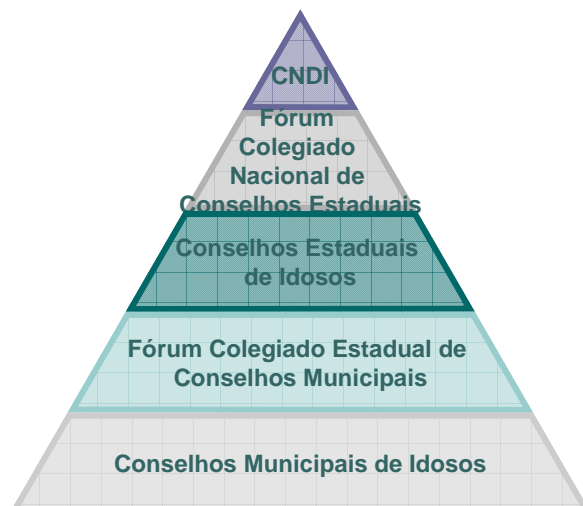 CNDI
Fórum
Colegiado
Nacional de
Conselhos Estaduais
Conselhos Estaduais
de Idosos
Fórum Colegiado Estadual de
Conselhos Municipais
Conselhos Municipais de Idosos